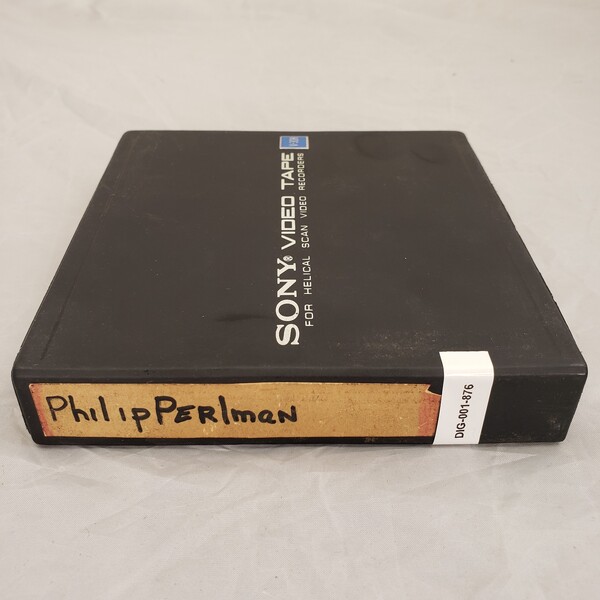 SONY® VIDEO TAPE
FOR HELICAL SCAN VIDEO RECORDERS
PhilipPERlmaN
DIG-001-876